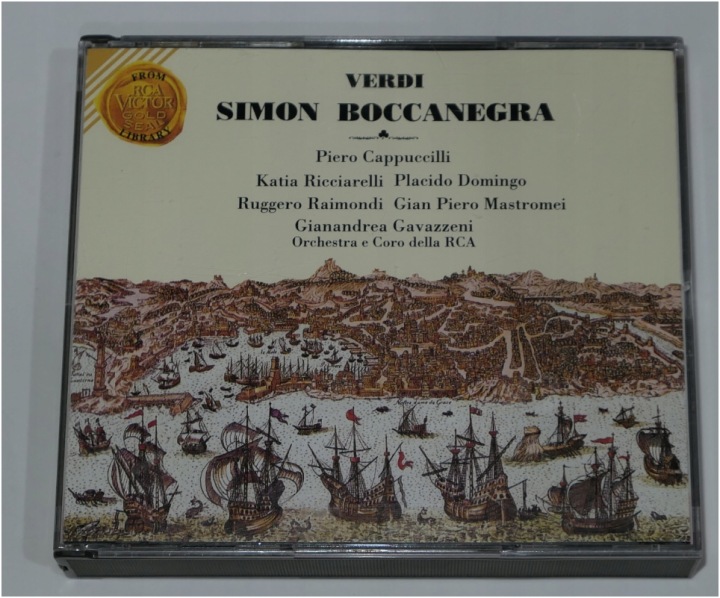 FROM
RCA
VICTOR
GOLD
SEAL
LIBRARY
VERDI
SIMON BOCCANEGRA
Piero Cappuccilli
Katia Ricciarelli Placido Domingo
Ruggero Raimondi Gian Piero Mastromei
Gianandrea Gavazzeni
Orchestra e Coro della RCA